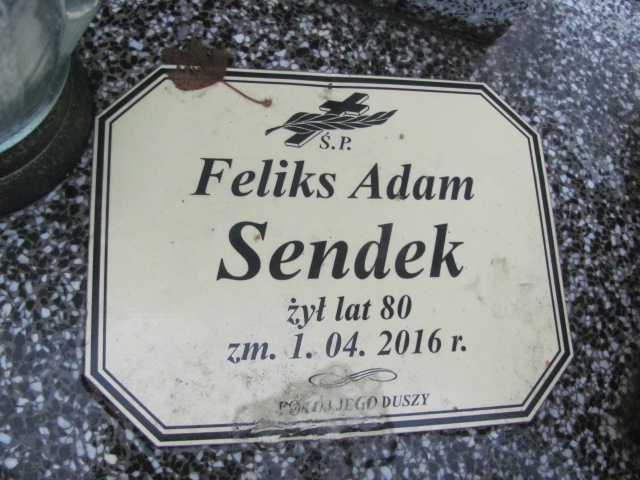 Ś.P.
Feliks Adam
Sendek
żył lat 80
zm. 1. 04. 2016 r.
POKÓJ JEGO DUSZY